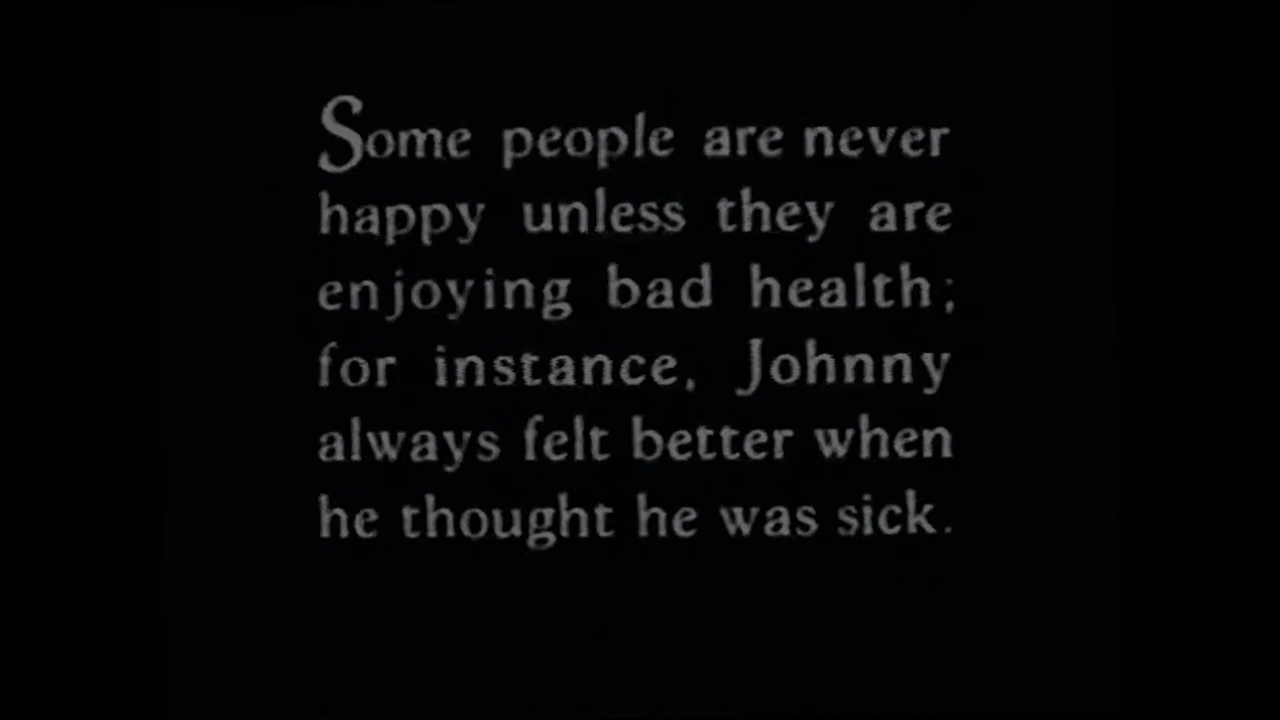 Some people are never
happy unless they are
enjoying bad health;
for instance, Johnny
always felt better when
he thought he was sick.